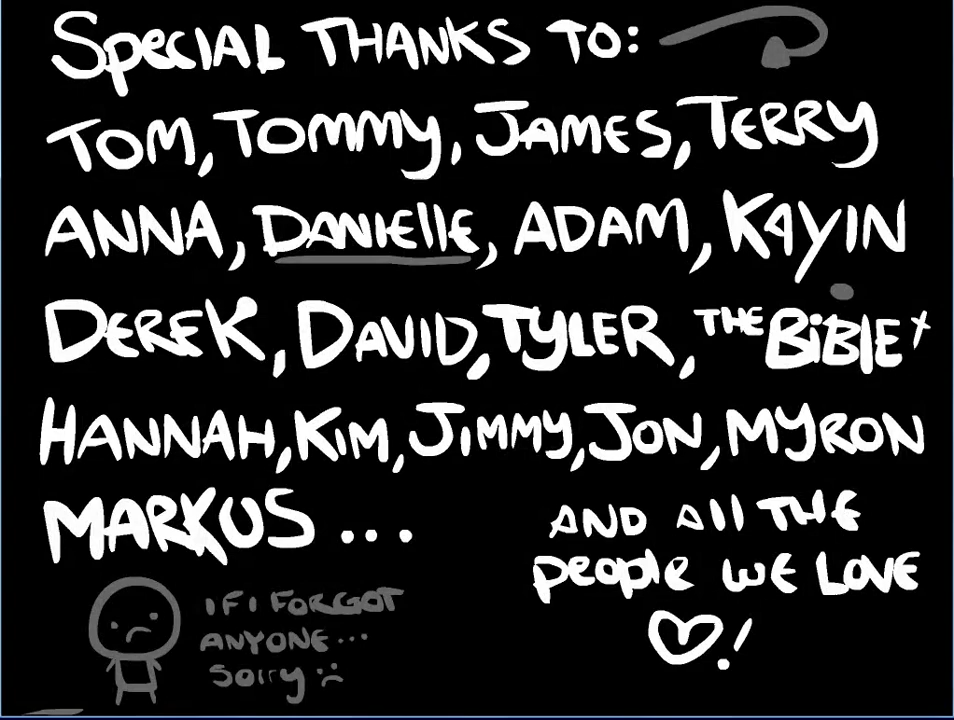 SPECIAL THANKS TO:
TOM, TOMMY, JAMES, TERRY
ANNA, DANIELLE, ADAM, KAYIN
DEREK, DAVID, TYLER, THE BiBLE
HANNAH, KiM, JiMMY, JON, MYRON
MARKUS...
AND All THE
people WE LOVE
♡!
IF I FORGOT
ANYONE...
Sorry :(